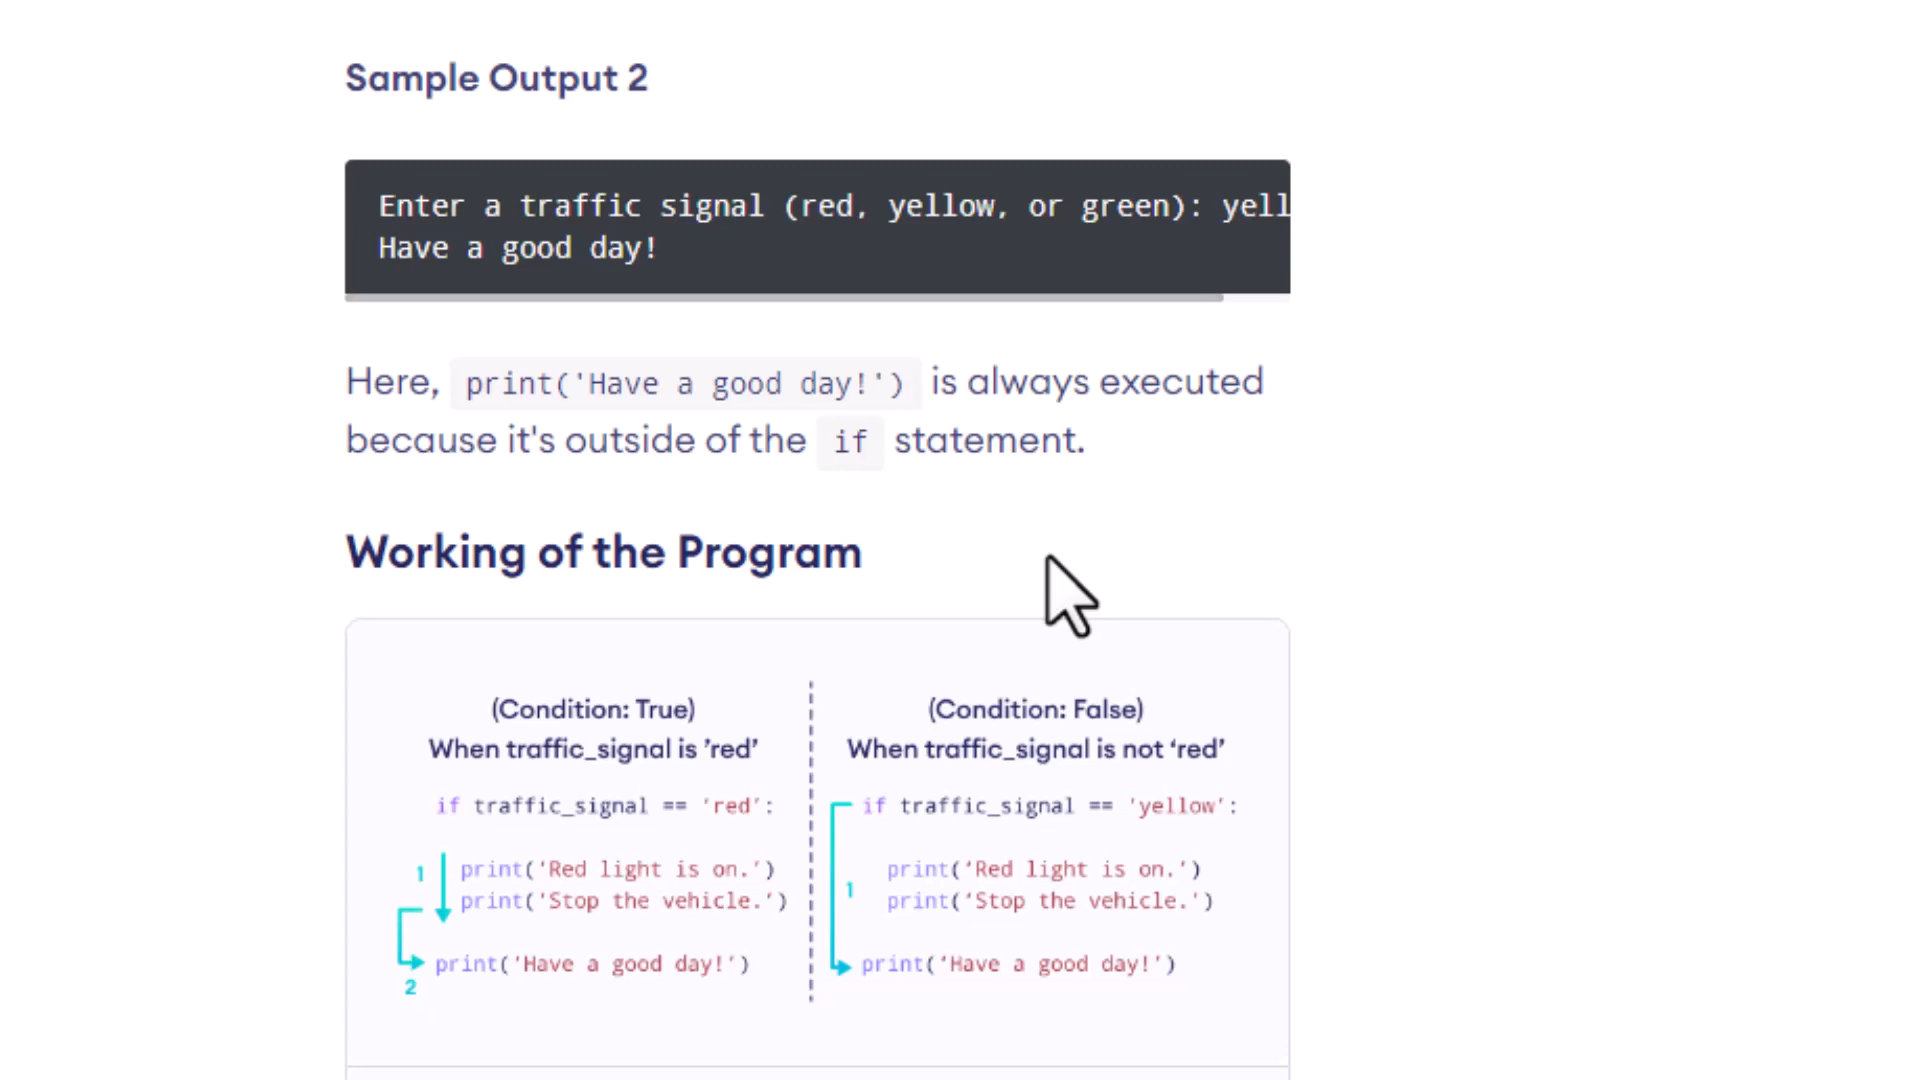 Sample Output 2
Enter a traffic signal (red, yellow, or green): yell
Have a good day!
Here, print('Have a good day!') is always executed
because it's outside of the if statement.
Working of the Program
(Condition: True)
When traffic_signal is ’red’
if traffic_signal == 'red':
1
print('Red light is on.')
print('Stop the vehicle.')
print('Have a good day!')
2
(Condition: False)
When traffic_signal is not ‘red’
if traffic_signal == 'yellow':
print(‘Red light is on.')
1
print('Stop the vehicle.')
print(‘Have a good day!')